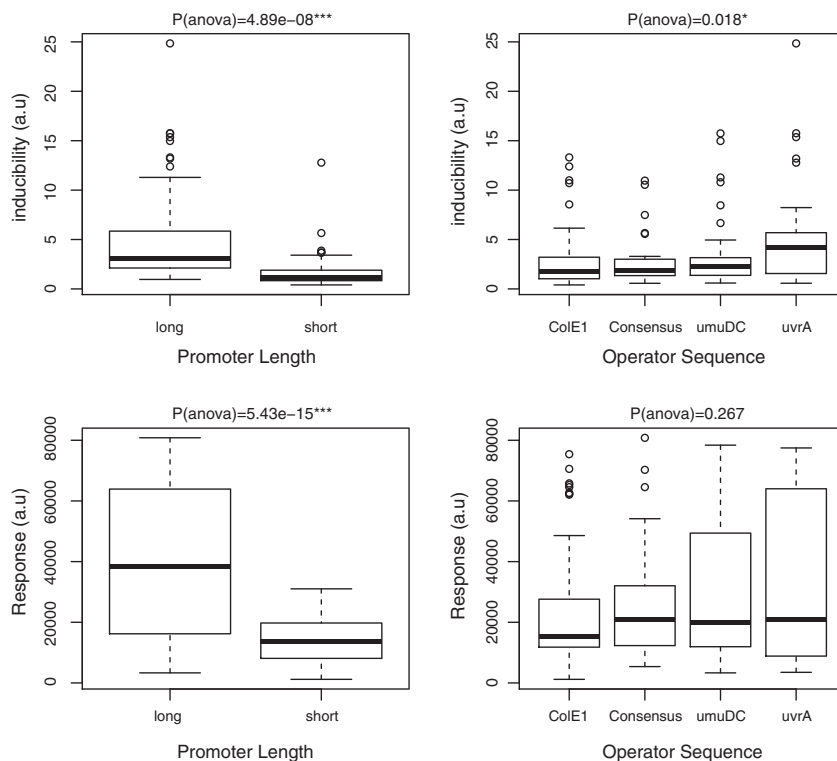 P(anova)=4.89e−08***
inducibility (a.u)
25
20
15
10
5
0
long short
Promoter Length
P(anova)=0.018*
inducibility (a.u)
25
20
15
10
5
0
ColE1 Consensus umuDC uvrA
Operator Sequence
P(anova)=5.43e−15***
Response (a.u)
80000
60000
40000
20000
0
long short
Promoter Length
P(anova)=0.267
Response (a.u)
80000
60000
40000
20000
0
ColE1 Consensus umuDC uvrA
Operator Sequence